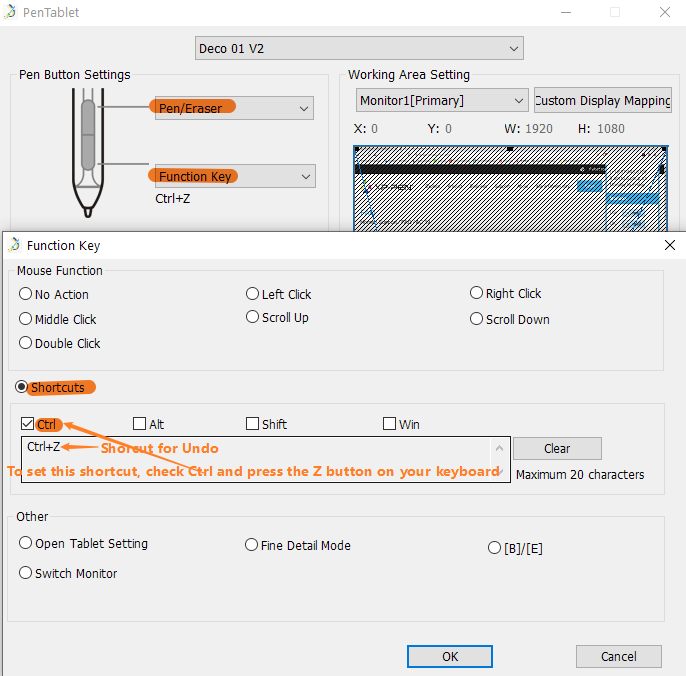 PenTablet
Deco 01 V2
Pen Button Settings
Pen/Eraser
Function Key
Ctrl+Z
Working Area Setting
Monitor1[Primary]
Custom Display Mapping
X: 0 Y: 0 W: 1920 H: 1080
Function Key
Mouse Function
No Action Left Click Right Click
Middle Click Scroll Up Scroll Down
Double Click
Shortcuts
Ctrl Alt Shift Win
Ctrl+Z Shorcut for Undo Clear
To set this shortcut, check Ctrl and press the Z button on your keyboard
Maximum 20 characters
Other
Open Tablet Setting Fine Detail Mode [B]/[E]
Switch Monitor
OK Cancel